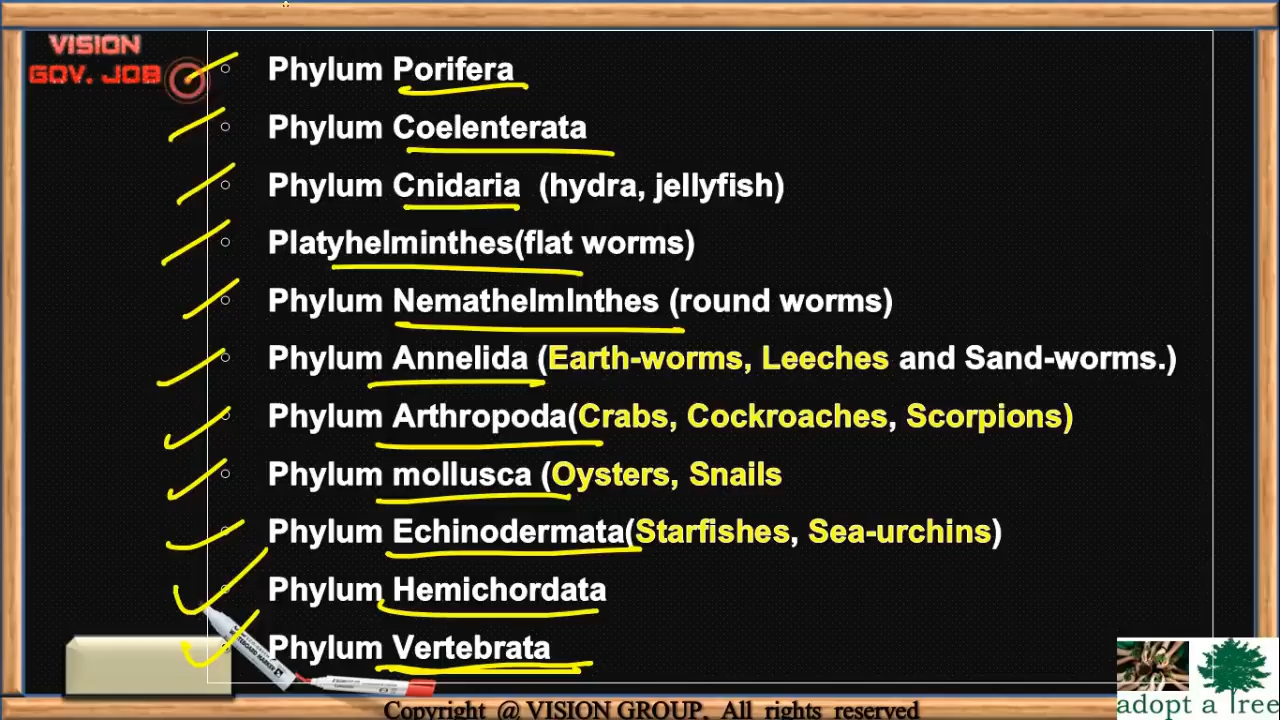 VISION
GOV. JOB
Phylum Porifera
Phylum Coelenterata
Phylum Cnidaria (hydra, jellyfish)
Platyhelminthes(flat worms)
Phylum NemathelmInthes (round worms)
Phylum Annelida (Earth-worms, Leeches and Sand-worms.)
Phylum Arthropoda(Crabs, Cockroaches, Scorpions)
Phylum mollusca (Oysters, Snails
Phylum Echinodermata(Starfishes, Sea-urchins)
Phylum Hemichordata
Phylum Vertebrata
Copyright @ VISION GROUP, All rights reserved
adopt a Tree